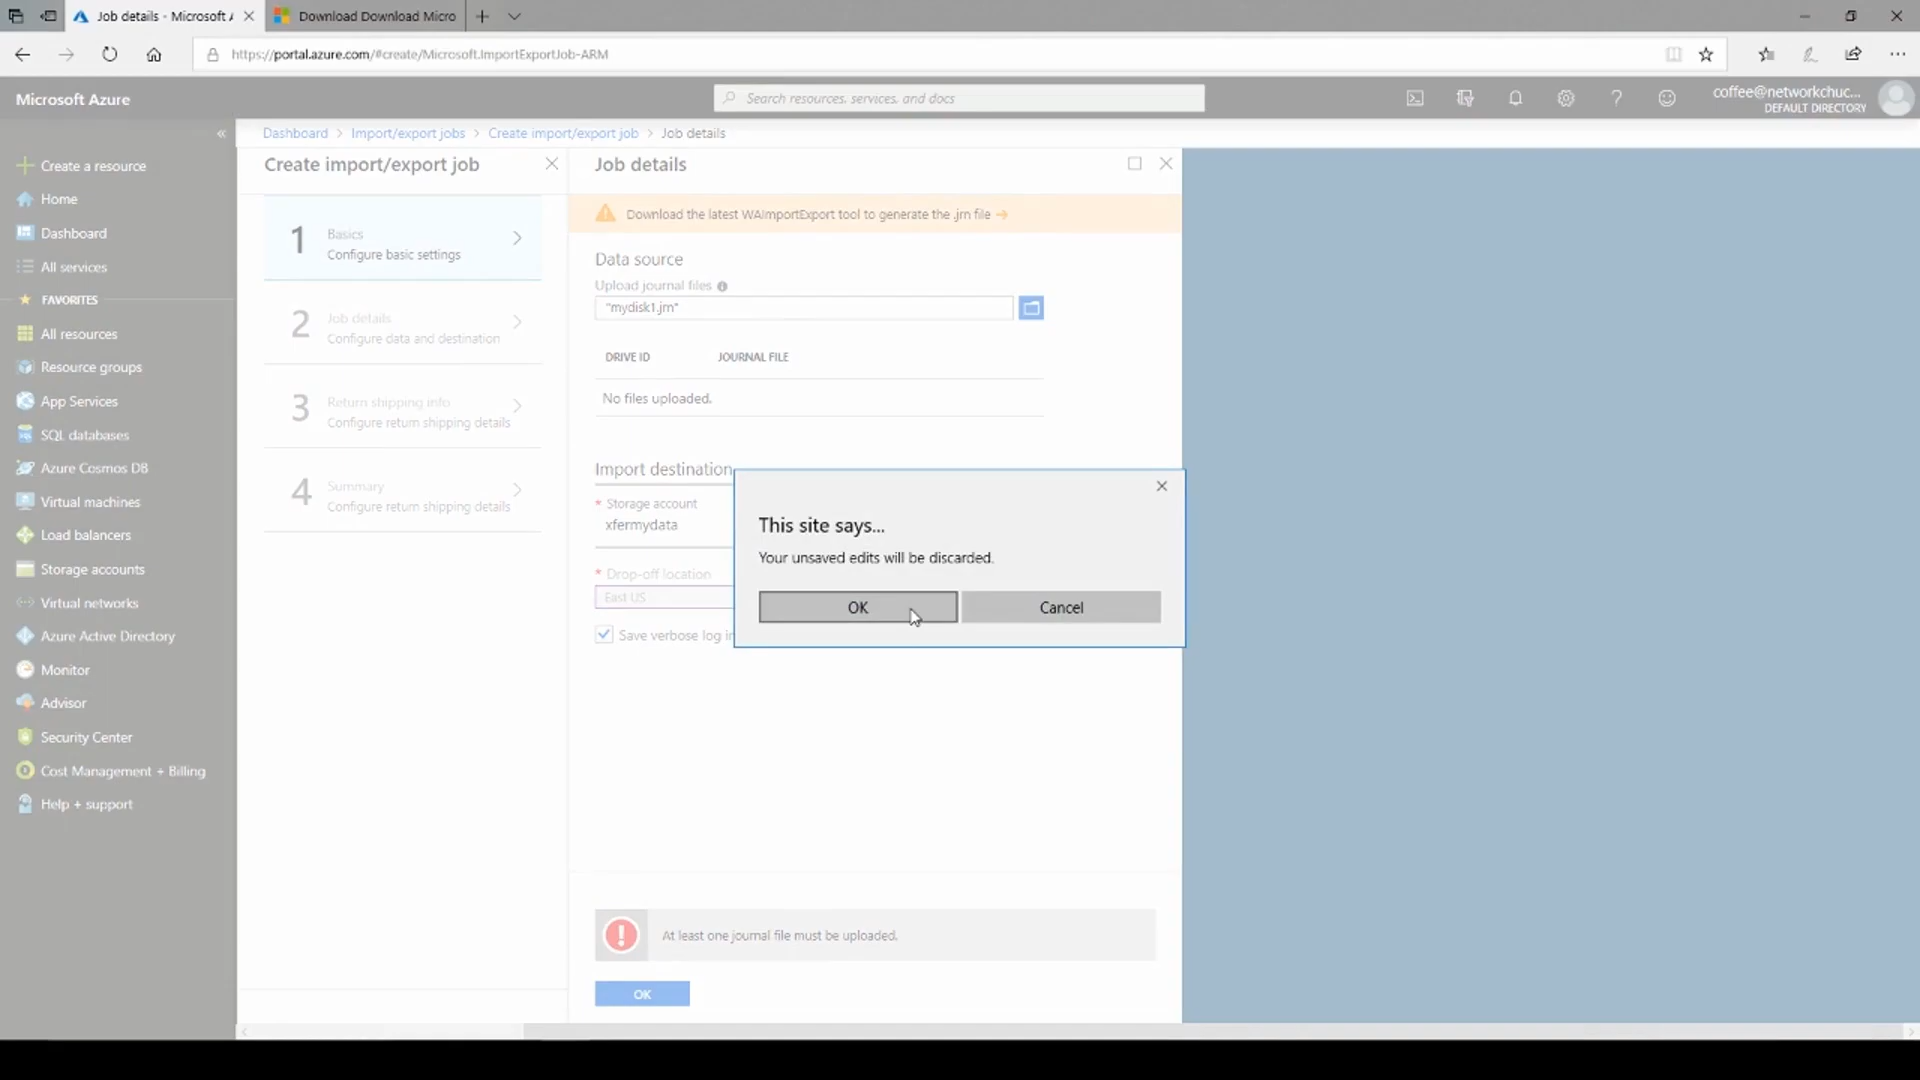 Job details - Microsoft A
Download Download Micro
https://portal.azure.com/#create/Microsoft.ImportExportJob-ARM
Microsoft Azure
Search resources, services, and docs
coffee@networkchuc...
DEFAULT DIRECTORY
Dashboard > Import/export jobs > Create import/export job > Job details
Create a resource
Home
Dashboard
All services
FAVORITES
All resources
Resource groups
App Services
SQL databases
Azure Cosmos DB
Virtual machines
Load balancers
Storage accounts
Virtual networks
Azure Active Directory
Monitor
Advisor
Security Center
Cost Management + Billing
Help + support
Create import/export job
1 Basics
Configure basic settings
2 Job details
Configure data and destination
3 Return shipping info
Configure return shipping details
4 Summary
Configure return shipping details
Job details
Download the latest WAImportExport tool to generate the .jrn file →
Data source
Upload journal files
"mydisk1.jrn"
DRIVE ID JOURNAL FILE
No files uploaded.
Import destination
* Storage account
xfermydata
* Drop-off location
East US
Save verbose log in
This site says...
Your unsaved edits will be discarded.
OK Cancel
At least one journal file must be uploaded.
OK